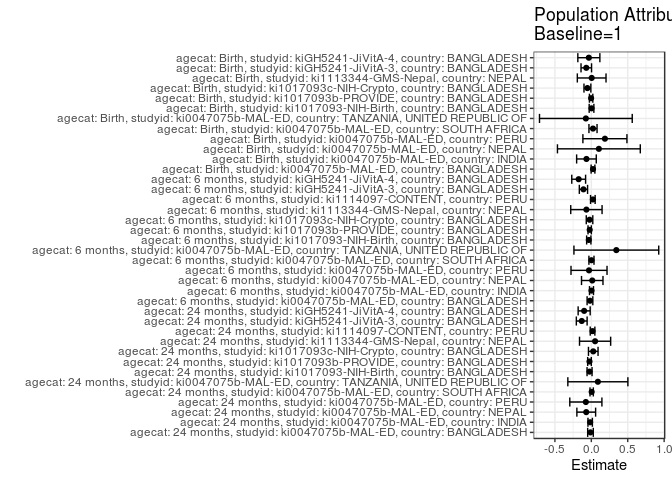 Population Attribu
Baseline=1
agecat: Birth, studyid: kiGH5241-JiVitA-4, country: BANGLADESH
agecat: Birth, studyid: kiGH5241-JiVitA-3, country: BANGLADESH
agecat: Birth, studyid: ki1113344-GMS-Nepal, country: NEPAL
agecat: Birth, studyid: ki1017093c-NIH-Crypto, country: BANGLADESH
agecat: Birth, studyid: ki1017093b-PROVIDE, country: BANGLADESH
agecat: Birth, studyid: ki1017093-NIH-Birth, country: BANGLADESH
agecat: Birth, studyid: ki0047075b-MAL-ED, country: TANZANIA, UNITED REPUBLIC OF
agecat: Birth, studyid: ki0047075b-MAL-ED, country: SOUTH AFRICA
agecat: Birth, studyid: ki0047075b-MAL-ED, country: PERU
agecat: Birth, studyid: ki0047075b-MAL-ED, country: NEPAL
agecat: Birth, studyid: ki0047075b-MAL-ED, country: INDIA
agecat: Birth, studyid: ki0047075b-MAL-ED, country: BANGLADESH
agecat: 6 months, studyid: kiGH5241-JiVitA-4, country: BANGLADESH
agecat: 6 months, studyid: kiGH5241-JiVitA-3, country: BANGLADESH
agecat: 6 months, studyid: ki1114097-CONTENT, country: PERU
agecat: 6 months, studyid: ki1113344-GMS-Nepal, country: NEPAL
agecat: 6 months, studyid: ki1017093c-NIH-Crypto, country: BANGLADESH
agecat: 6 months, studyid: ki1017093b-PROVIDE, country: BANGLADESH
agecat: 6 months, studyid: ki1017093-NIH-Birth, country: BANGLADESH
agecat: 6 months, studyid: ki0047075b-MAL-ED, country: TANZANIA, UNITED REPUBLIC OF
agecat: 6 months, studyid: ki0047075b-MAL-ED, country: SOUTH AFRICA
agecat: 6 months, studyid: ki0047075b-MAL-ED, country: PERU
agecat: 6 months, studyid: ki0047075b-MAL-ED, country: NEPAL
agecat: 6 months, studyid: ki0047075b-MAL-ED, country: INDIA
agecat: 6 months, studyid: ki0047075b-MAL-ED, country: BANGLADESH
agecat: 24 months, studyid: kiGH5241-JiVitA-4, country: BANGLADESH
agecat: 24 months, studyid: kiGH5241-JiVitA-3, country: BANGLADESH
agecat: 24 months, studyid: ki1114097-CONTENT, country: PERU
agecat: 24 months, studyid: ki1113344-GMS-Nepal, country: NEPAL
agecat: 24 months, studyid: ki1017093c-NIH-Crypto, country: BANGLADESH
agecat: 24 months, studyid: ki1017093b-PROVIDE, country: BANGLADESH
agecat: 24 months, studyid: ki1017093-NIH-Birth, country: BANGLADESH
agecat: 24 months, studyid: ki0047075b-MAL-ED, country: TANZANIA, UNITED REPUBLIC OF
agecat: 24 months, studyid: ki0047075b-MAL-ED, country: SOUTH AFRICA
agecat: 24 months, studyid: ki0047075b-MAL-ED, country: PERU
agecat: 24 months, studyid: ki0047075b-MAL-ED, country: NEPAL
agecat: 24 months, studyid: ki0047075b-MAL-ED, country: INDIA
agecat: 24 months, studyid: ki0047075b-MAL-ED, country: BANGLADESH
-0.5 0.0 0.5 1.0
Estimate